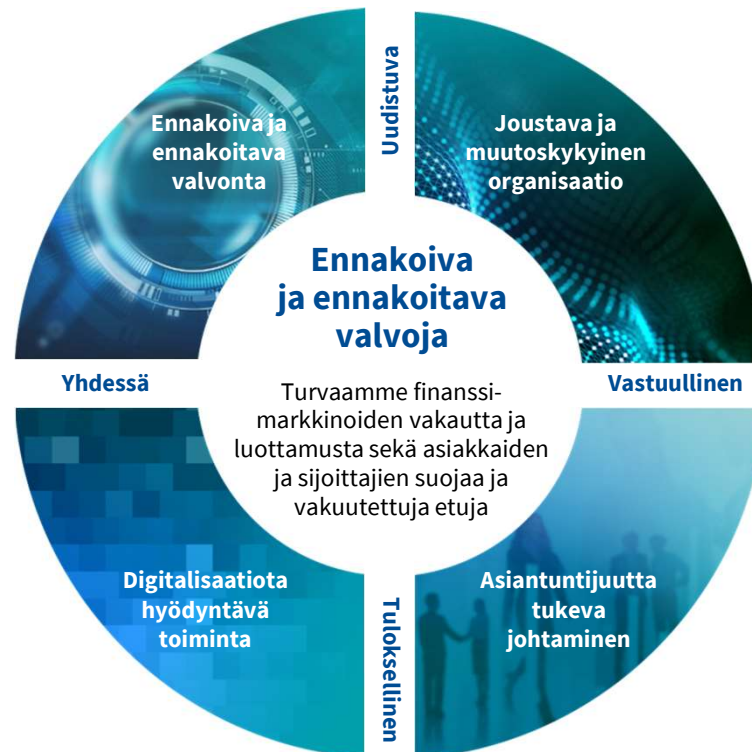 Uudistuva
Ennakoiva ja
ennakoitava
valvonta
Joustava ja
muutoskykyinen
organisaatio
Ennakoiva
ja ennakoitava
valvoja
Yhdessä
Vastuullinen
Turvaamme finanssi-
markkinoiden vakautta ja
luottamusta sekä asiakkaiden
ja sijoittajien suojaa ja
vakuutettuja etuja
Digitalisaatiota
hyödyntävä
toiminta
Asiantuntijuutta
tukeva
johtaminen
Tuloksellinen